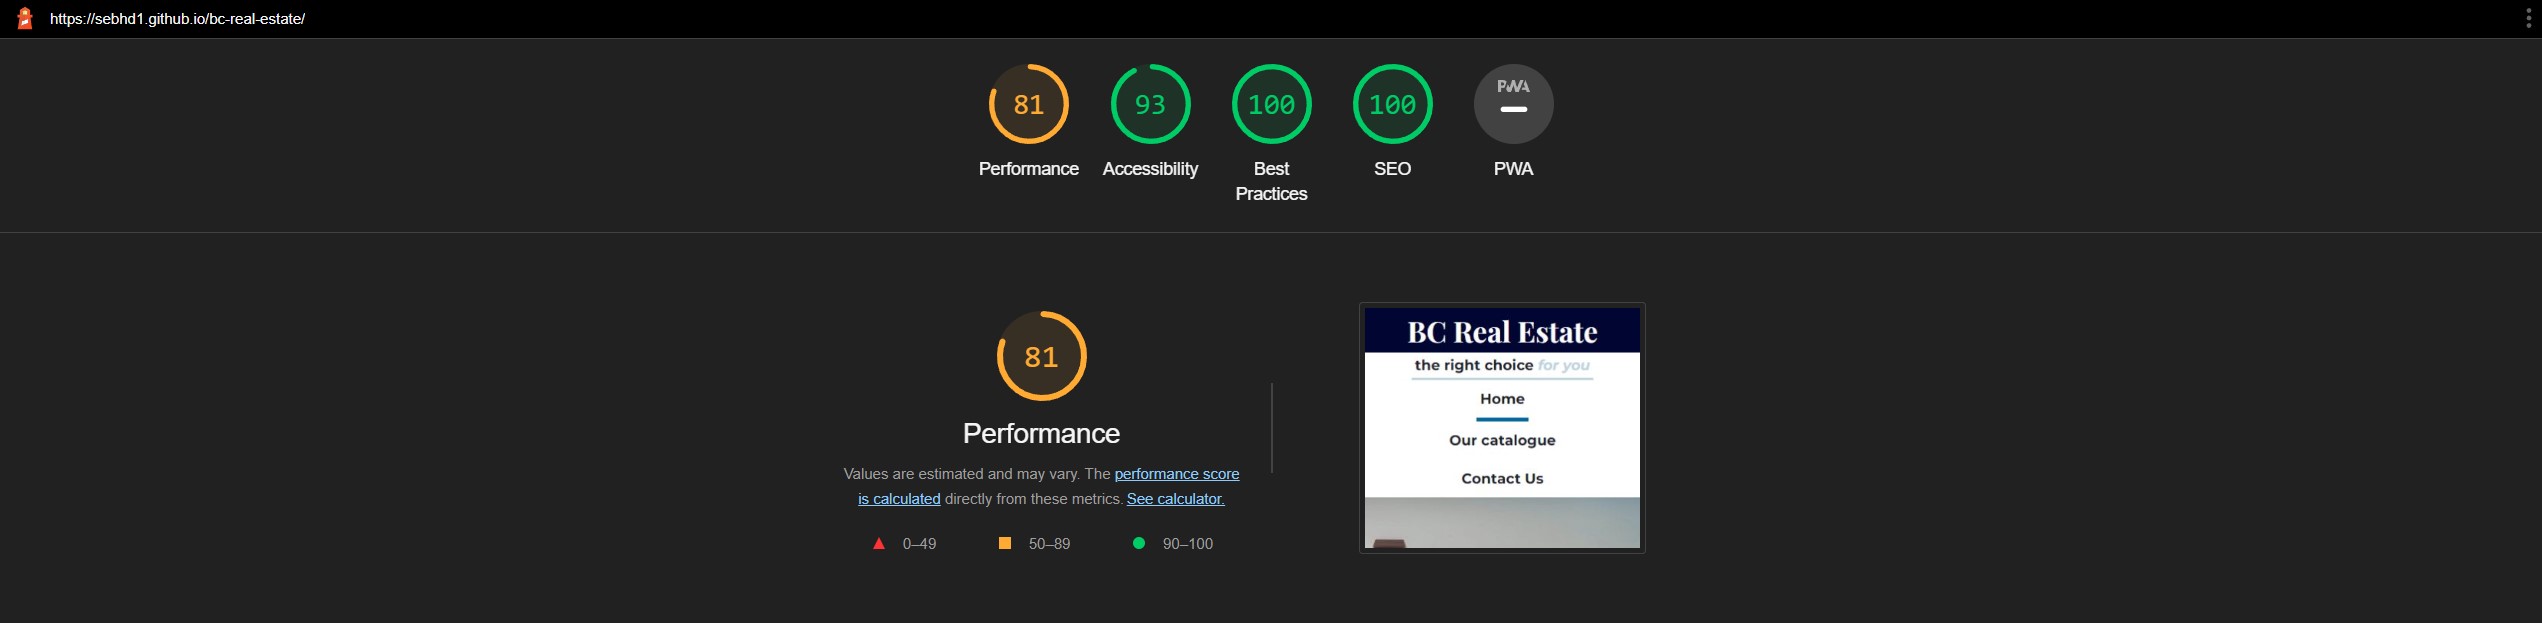 https://sebhd1.github.io/bc-real-estate/
81
93
100
100
PWA
Performance
Accessibility
Best
Practices
SEO
PWA
81
Performance
Values are estimated and may vary. The performance score
is calculated directly from these metrics. See calculator.
0–49
50–89
90–100
BC Real Estate
the right choice for you
Home
Our catalogue
Contact Us